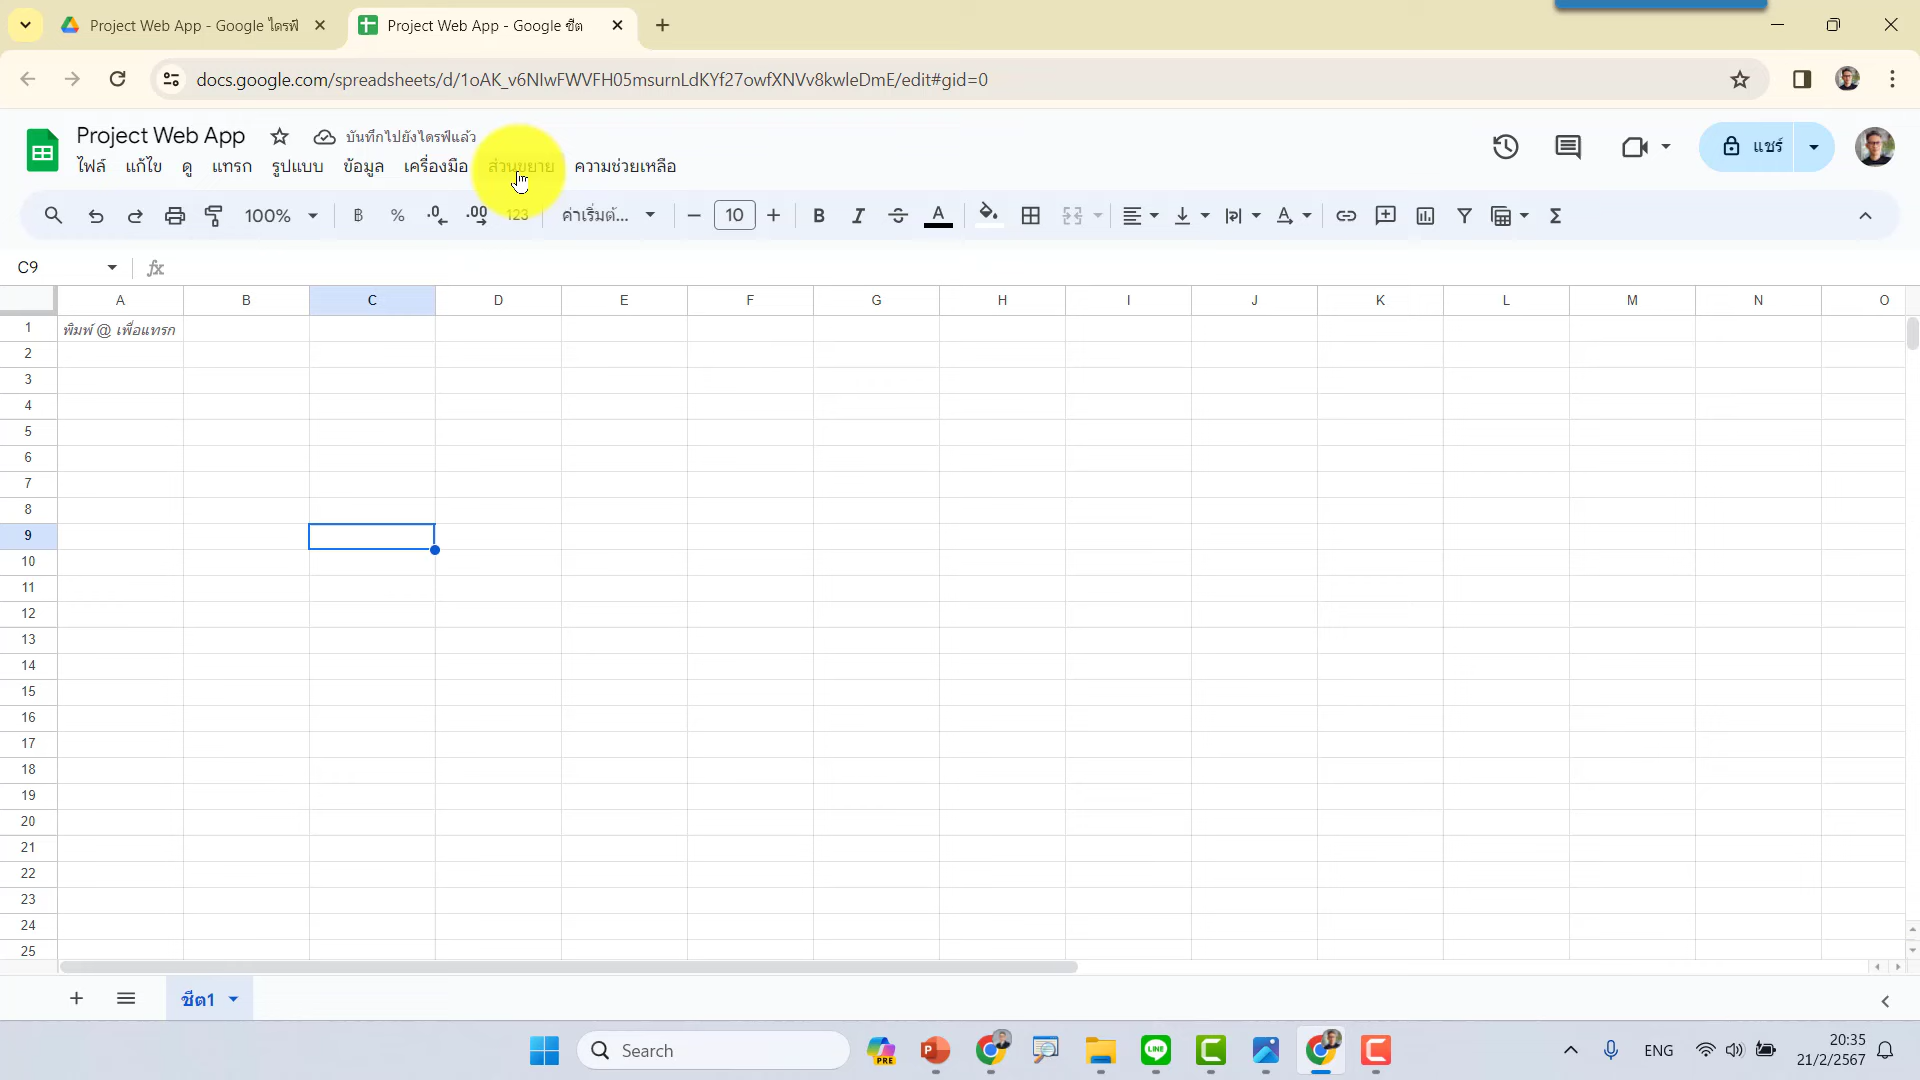 Project Web App - Google ไดรฟ์
Project Web App - Google ชีต
docs.google.com/spreadsheets/d/1oAK_v6NIwFWVFH05msurnLdKYf27owfXNVv8kwleDmE/edit#gid=0
Project Web App
บันทึกไปยังไดรฟ์แล้ว
ไฟล์ แก้ไข ดู แทรก รูปแบบ ข้อมูล เครื่องมือ ส่วนขยาย ความช่วยเหลือ
แชร์
100% ฿ % .0 .00 123 ค่าเริ่มต้... 10 B I S A
C9 fx
A B C D E F G H I J K L M N O
1 พิมพ์ @ เพื่อแทรก
2
3
4
5
6
7
8
9
10
11
12
13
14
15
16
17
18
19
20
21
22
23
24
25
ชีต1
Search
PRE
LINE
ENG
20:35
21/2/2567